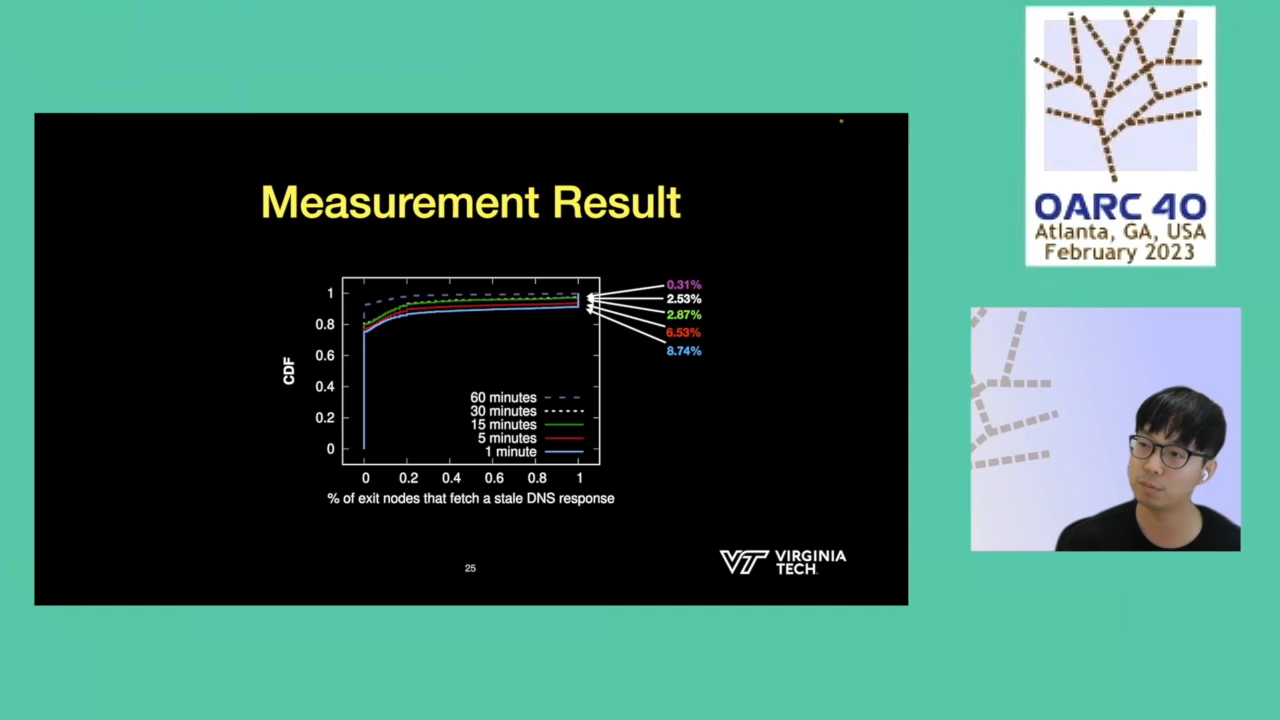 Measurement Result
CDF
1
0.8
0.6
0.4
0.2
0
0 0.2 0.4 0.6 0.8 1
% of exit nodes that fetch a stale DNS response
60 minutes
30 minutes
15 minutes
5 minutes
1 minute
0.31%
2.53%
2.87%
6.53%
8.74%
25
VT VIRGINIA
TECH
OARC 40
Atlanta, GA, USA
February 2023